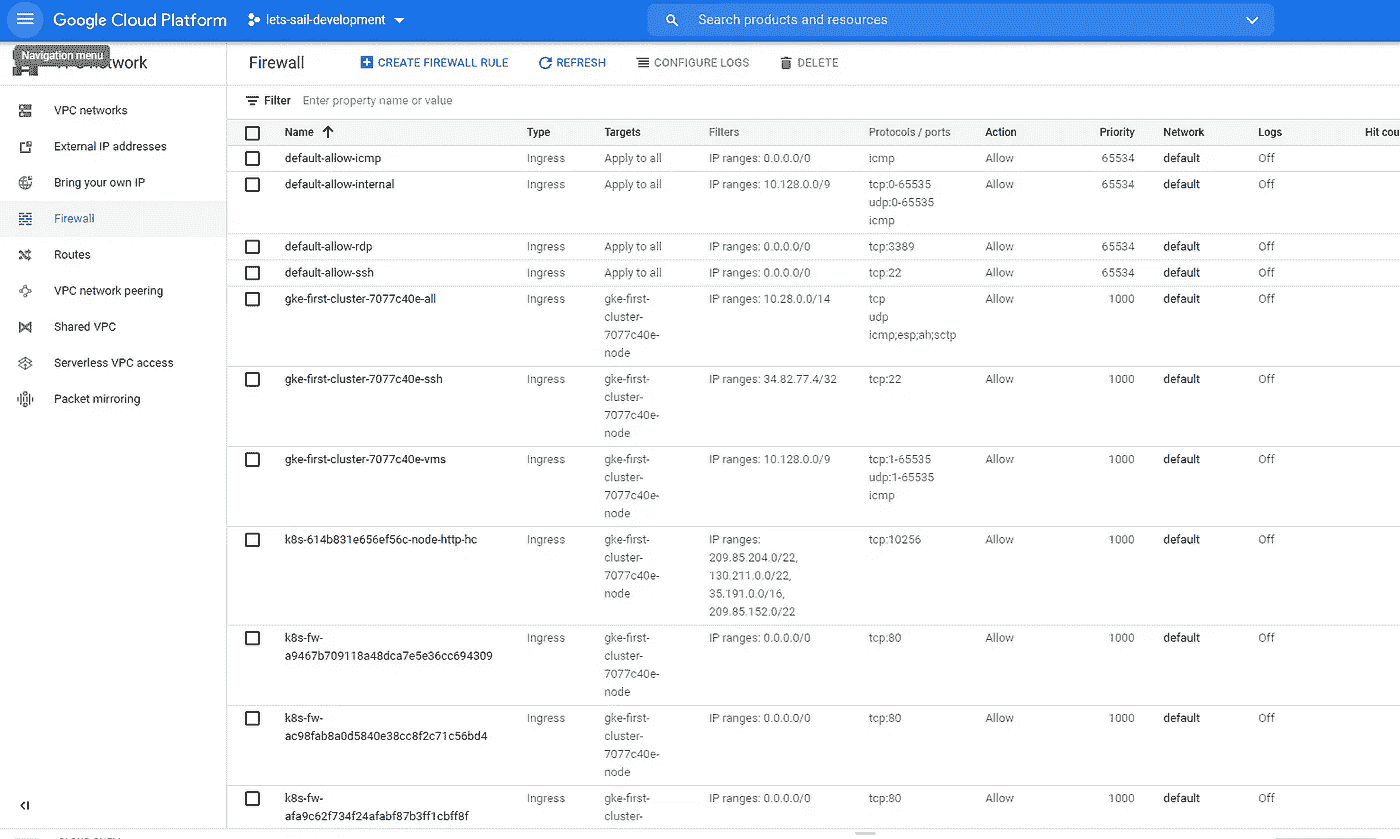 Google Cloud Platform lets-sail-development Search products and resources
Navigation menu
Firewall CREATE FIREWALL RULE REFRESH CONFIGURE LOGS DELETE
VPC networks
External IP addresses
Bring your own IP
Firewall
Routes
VPC network peering
Shared VPC
Serverless VPC access
Packet mirroring
Filter Enter property name or value
Name Type Targets Filters Protocols / ports Action Priority Network Logs Hit cou
default-allow-icmp Ingress Apply to all IP ranges: 0.0.0.0/0 icmp Allow 65534 default Off
default-allow-internal Ingress Apply to all IP ranges: 10.128.0.0/9 tcp:0-65535 Allow 65534 default Off
udp:0-65535
icmp
default-allow-rdp Ingress Apply to all IP ranges: 0.0.0.0/0 tcp:3389 Allow 65534 default Off
default-allow-ssh Ingress Apply to all IP ranges: 0.0.0.0/0 tcp:22 Allow 65534 default Off
gke-first-cluster-7077c40e-all Ingress gke-first- IP ranges: 10.28.0.0/14 tcp Allow 1000 default Off
cluster- udp
7077c40e- icmp;esp;ah;sctp
node
gke-first-cluster-7077c40e-ssh Ingress gke-first- IP ranges: 34.82.77.4/32 tcp:22 Allow 1000 default Off
cluster-
7077c40e-
node
gke-first-cluster-7077c40e-vms Ingress gke-first- IP ranges: 10.128.0.0/9 tcp:1-65535 Allow 1000 default Off
cluster- udp:1-65535
7077c40e- icmp
node
k8s-614b831e656ef56c-node-http-hc Ingress gke-first- IP ranges: tcp:10256 Allow 1000 default Off
cluster- 209.85.204.0/22,
7077c40e- 130.211.0.0/22,
node 35.191.0.0/16,
209.85.152.0/22
k8s-fw- Ingress gke-first- IP ranges: 0.0.0.0/0 tcp:80 Allow 1000 default Off
a9467b709118a48dca7e5e36cc694309 cluster-
7077c40e-
node
k8s-fw- Ingress gke-first- IP ranges: 0.0.0.0/0 tcp:80 Allow 1000 default Off
ac98fab8a0d5840e38cc8f2c71c56bd4 cluster-
7077c40e-
node
k8s-fw- Ingress gke-first- IP ranges: 0.0.0.0/0 tcp:80 Allow 1000 default Off
afa9c62f734f24afabf87b3ff1cbff8f cluster-